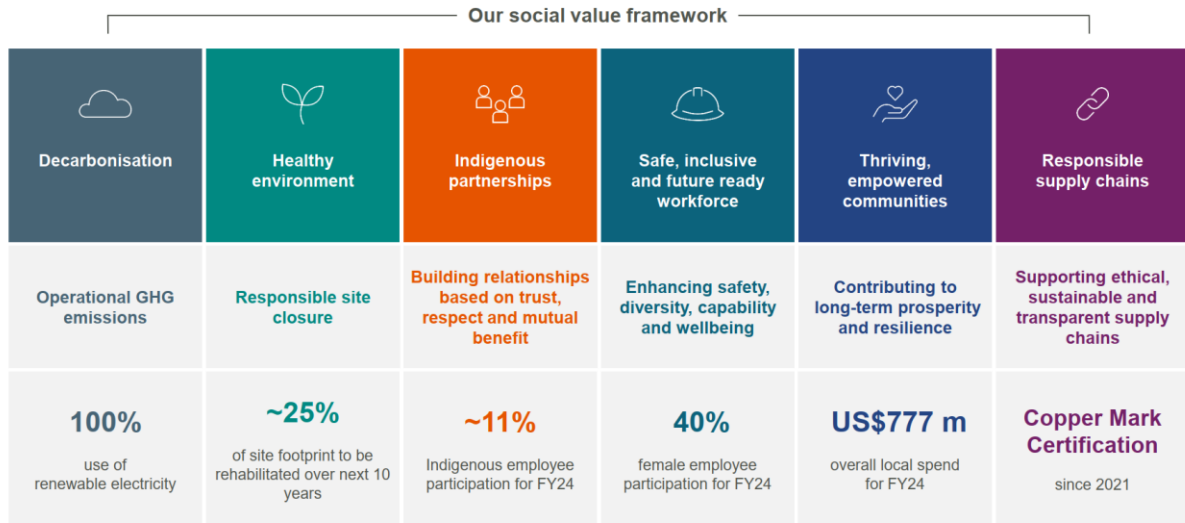 Our social value framework
Decarbonisation
Healthy
environment
Indigenous
partnerships
Safe, inclusive
and future ready
workforce
Thriving,
empowered
communities
Responsible
supply chains
Operational GHG
emissions
Responsible site
closure
Building relationships
based on trust,
respect and mutual
benefit
Enhancing safety,
diversity, capability
and wellbeing
Contributing to
long-term prosperity
and resilience
Supporting ethical,
sustainable and
transparent supply
chains
100%
use of
renewable electricity
~25%
of site footprint to be
rehabilitated over next 10
years
~11%
Indigenous employee
participation for FY24
40%
female employee
participation for FY24
US$777 m
overall local spend
for FY24
Copper Mark
Certification
since 2021